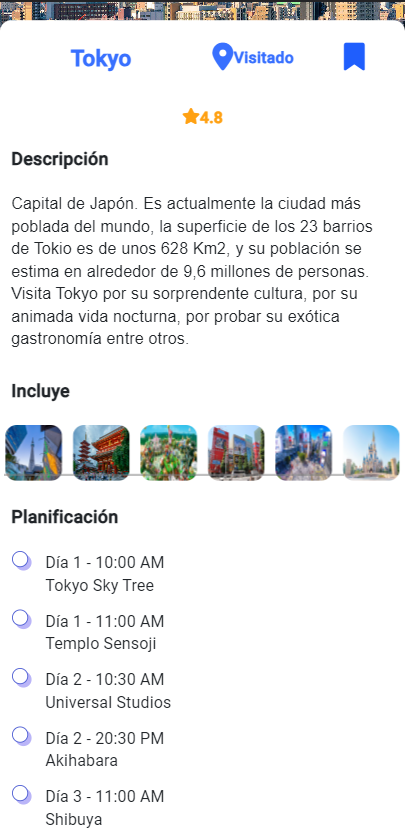 Tokyo
Visitado
4.8
Descripción
Capital de Japón. Es actualmente la ciudad más
poblada del mundo, la superficie de los 23 barrios
de Tokio es de unos 628 Km2, y su población se
estima en alrededor de 9,6 millones de personas.
Visita Tokyo por su sorprendente cultura, por su
animada vida nocturna, por probar su exótica
gastronomía entre otros.
Incluye
Planificación
Día 1 - 10:00 AM
Tokyo Sky Tree
Día 1 - 11:00 AM
Templo Sensoji
Día 2 - 10:30 AM
Universal Studios
Día 2 - 20:30 PM
Akihabara
Día 3 - 11:00 AM
Shibuya